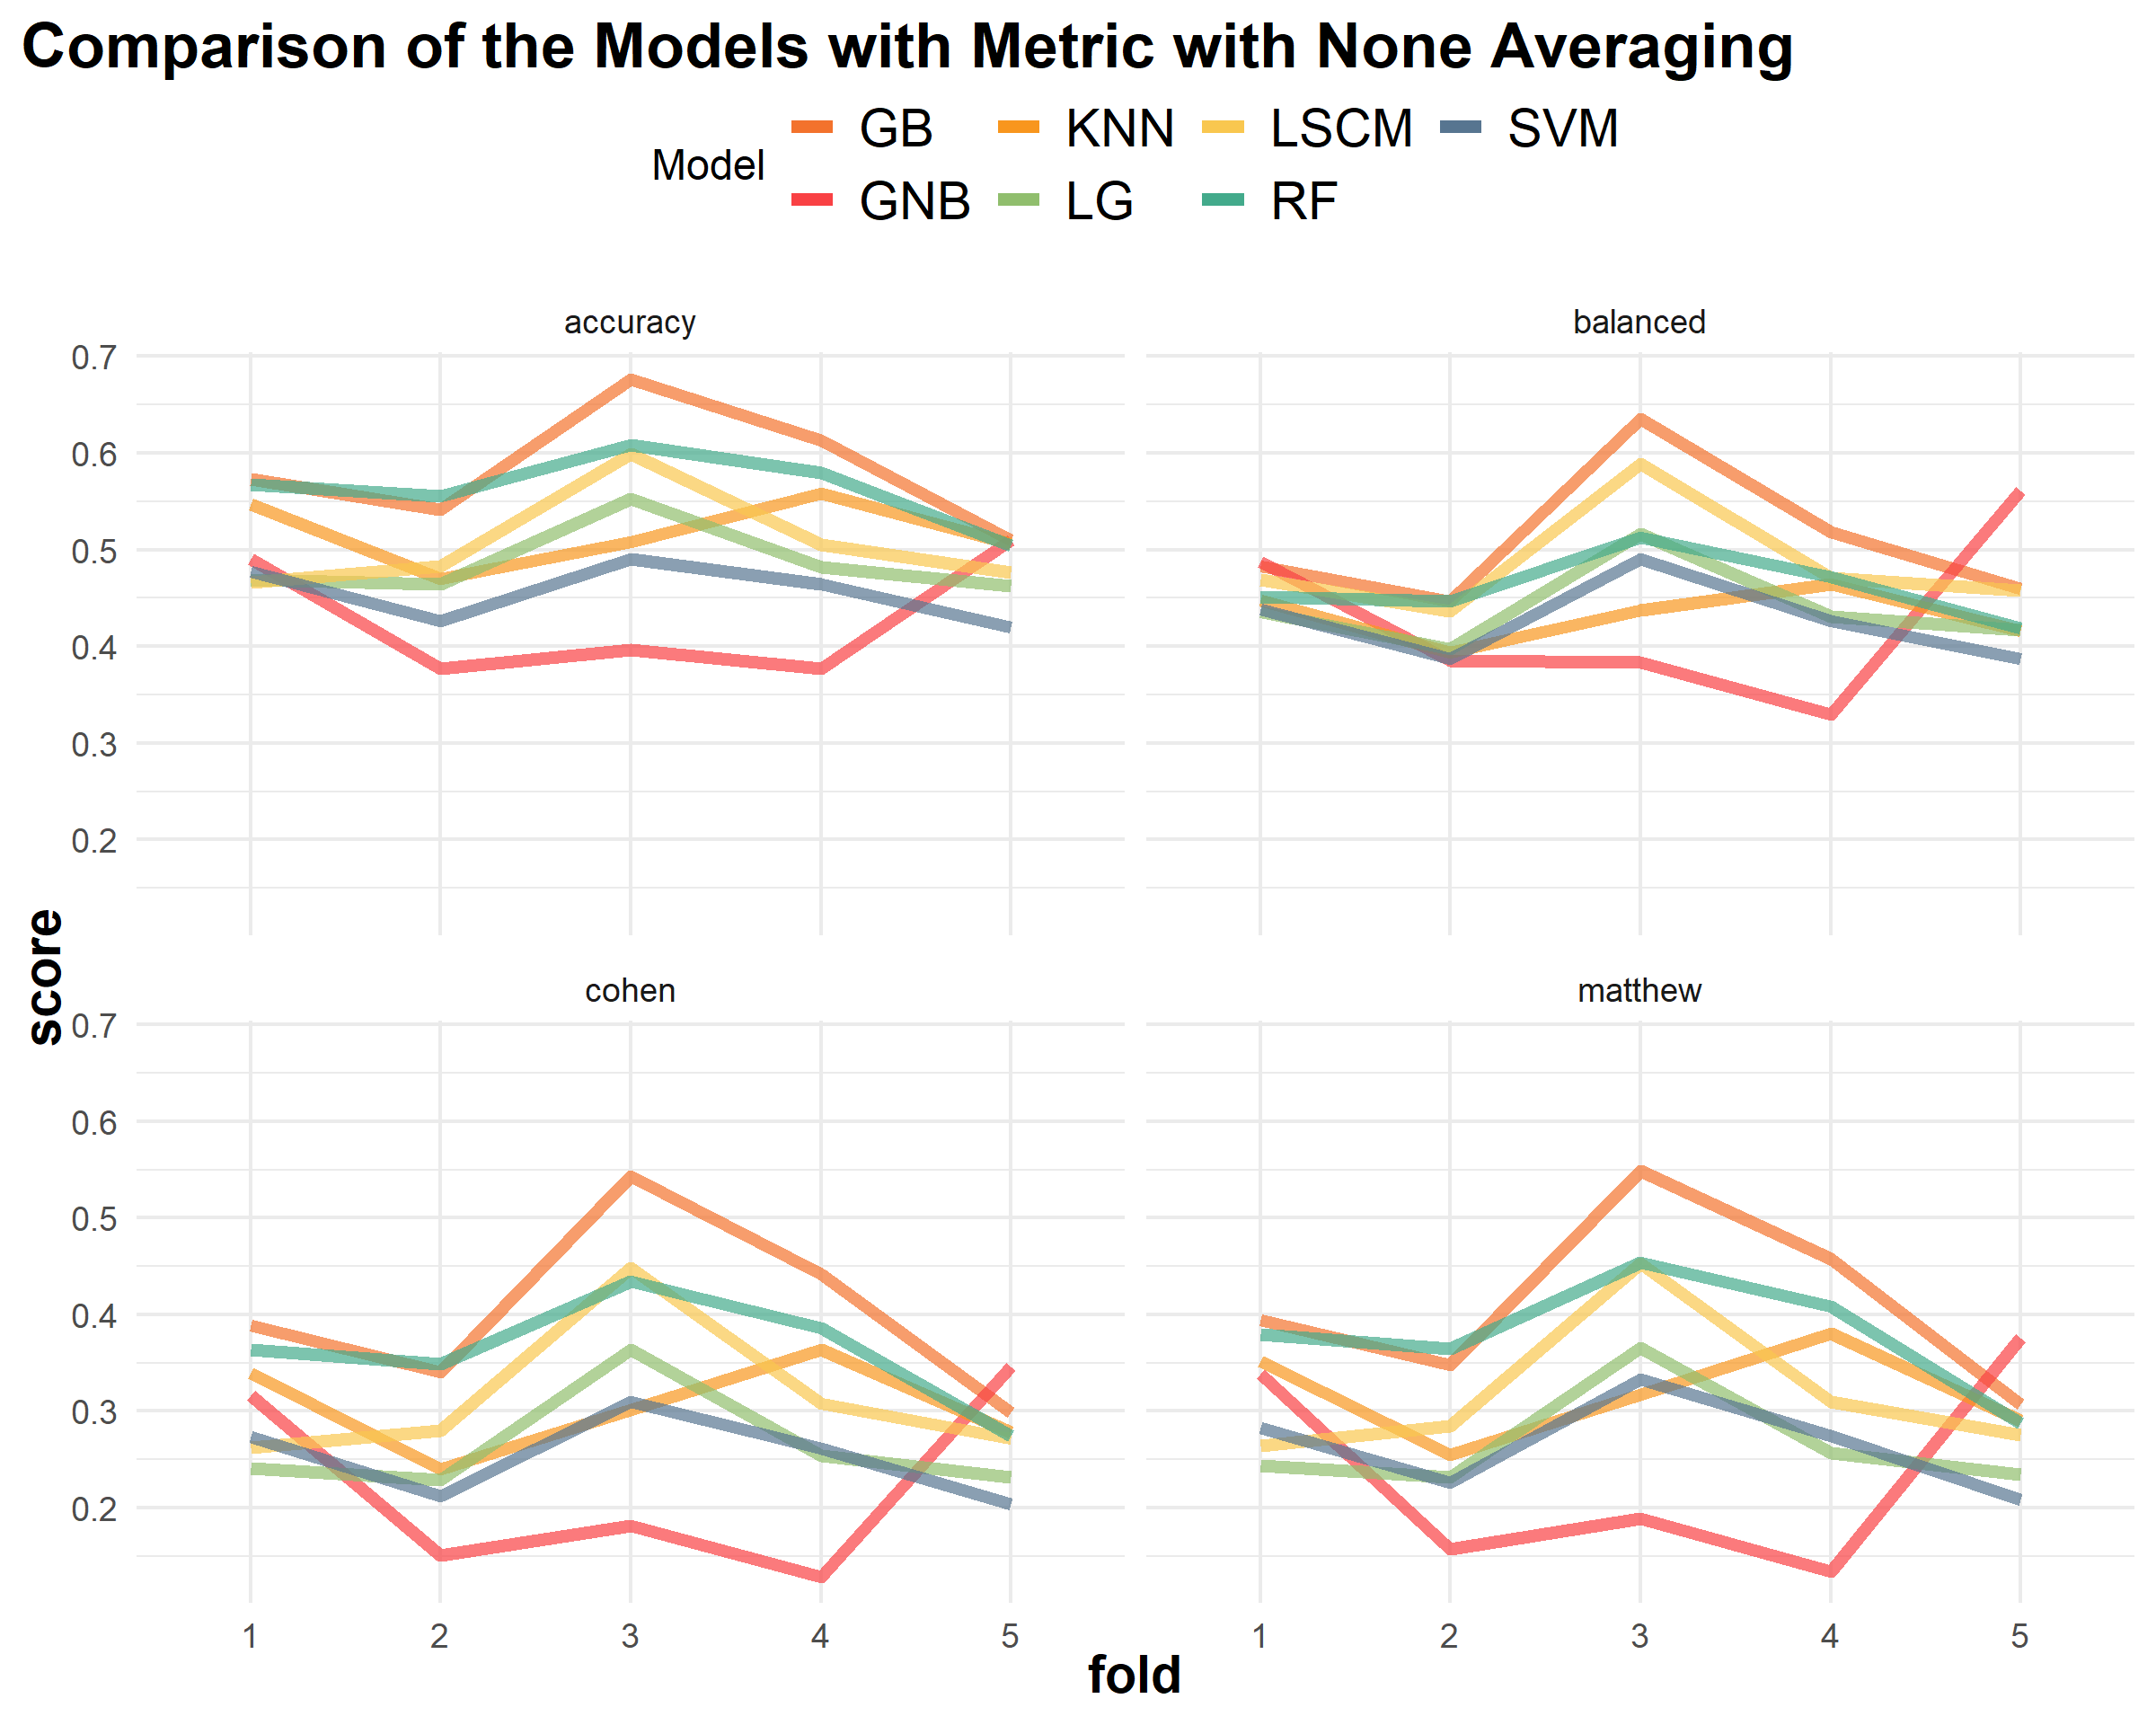 Comparison of the Models with Metric with None Averaging
Model
GB KNN LSCM SVM
GNB LG RF
accuracy balanced
0.7
0.6
0.5
0.4
0.3
0.2
score
cohen matthew
0.7
0.6
0.5
0.4
0.3
0.2
1 2 3 4 5 1 2 3 4 5
fold